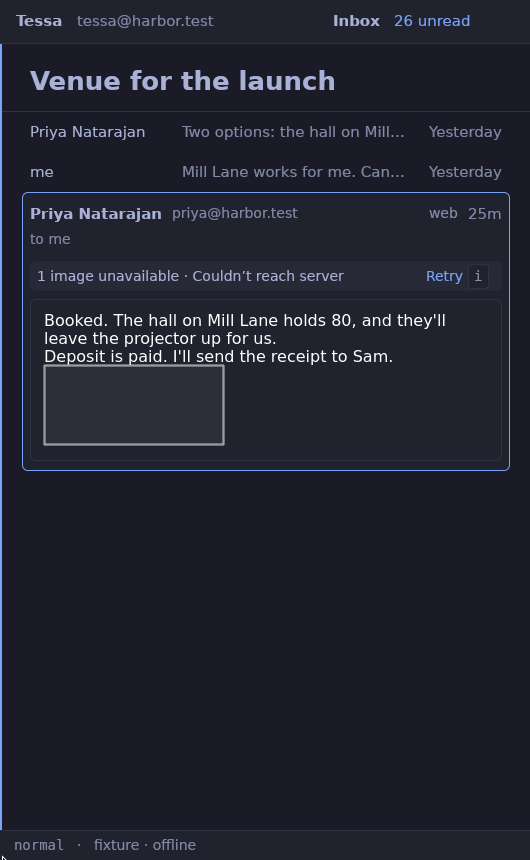 Tessa tessa@harbor.test Inbox 26 unread
Venue for the launch
Priya Natarajan Two options: the hall on Mill… Yesterday
me Mill Lane works for me. Can… Yesterday
Priya Natarajan priya@harbor.test web 25m
to me
1 image unavailable · Couldn’t reach server Retry i
Booked. The hall on Mill Lane holds 80, and they'll
leave the projector up for us.
Deposit is paid. I'll send the receipt to Sam.
normal · fixture · offline